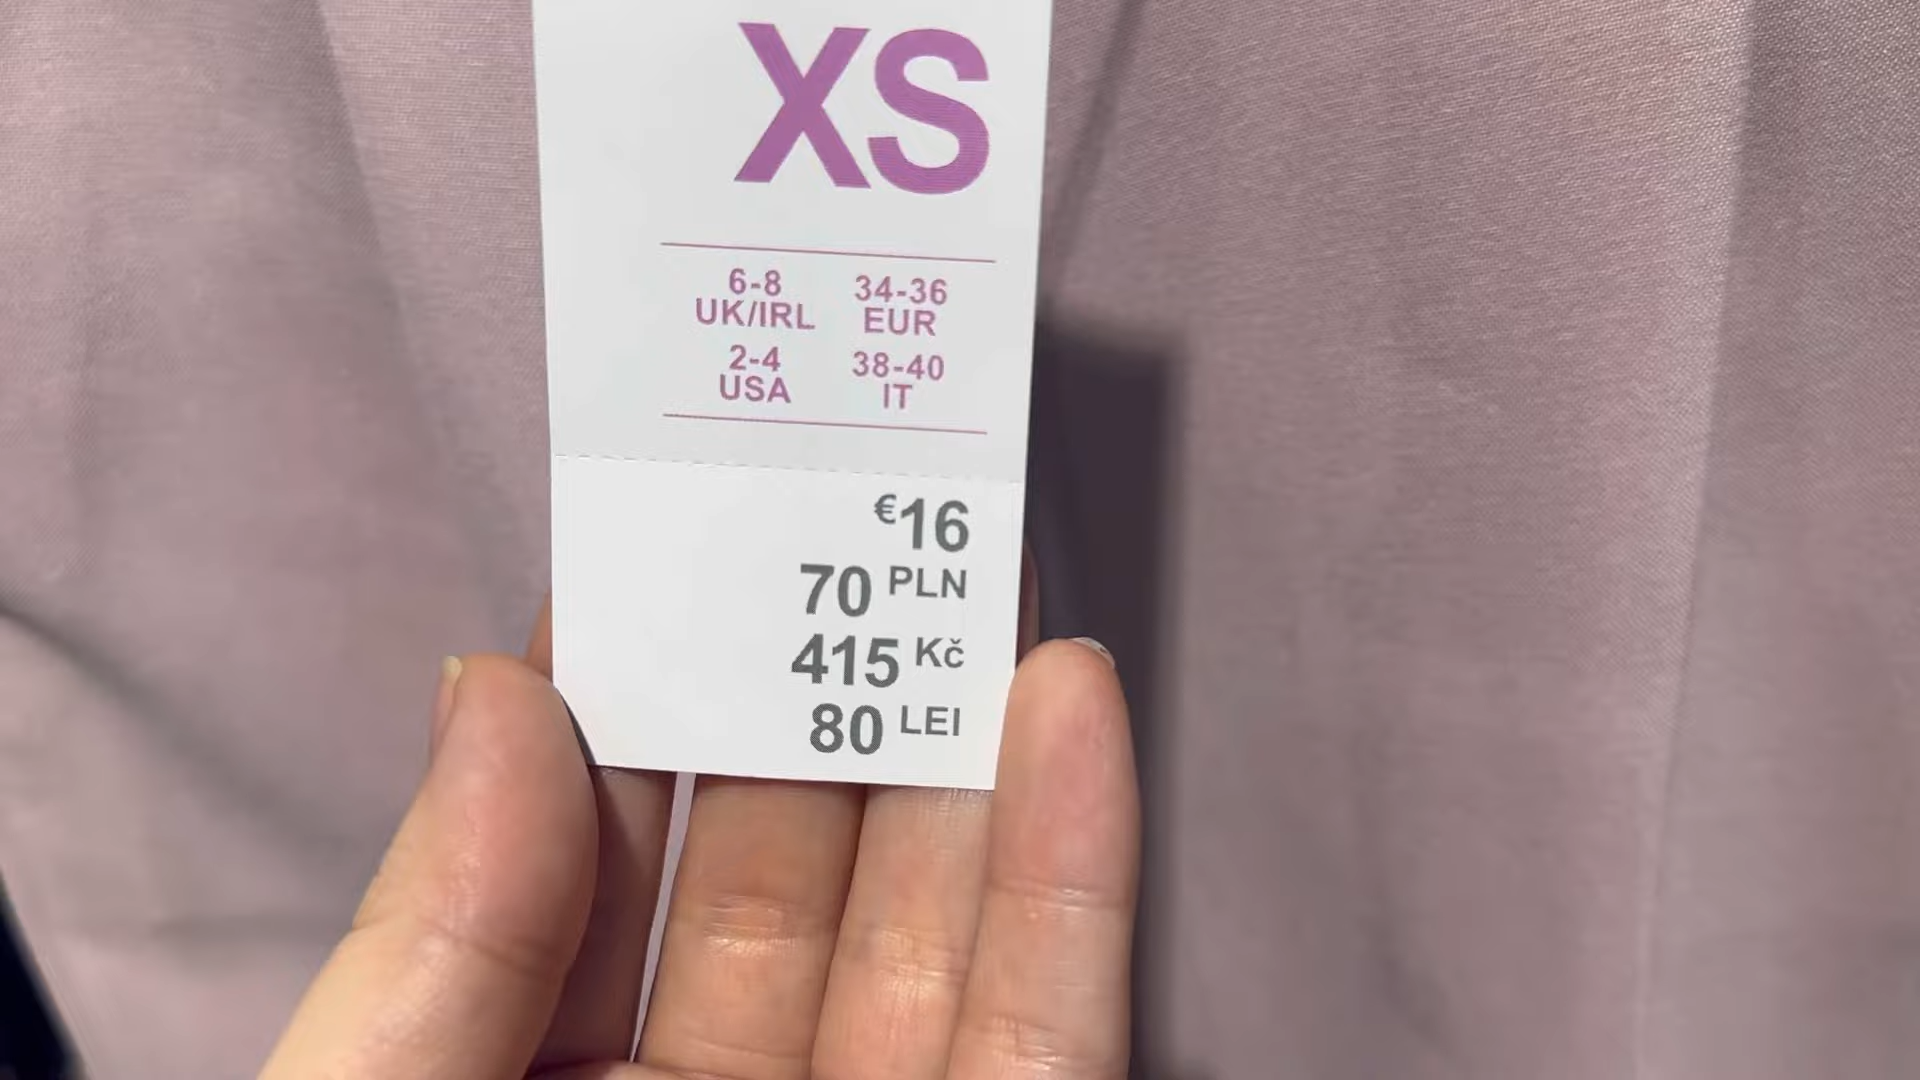 XS
6-8 34-36
UK/IRL EUR
2-4 38-40
USA IT
€16
70 PLN
415 Kč
80 LEI